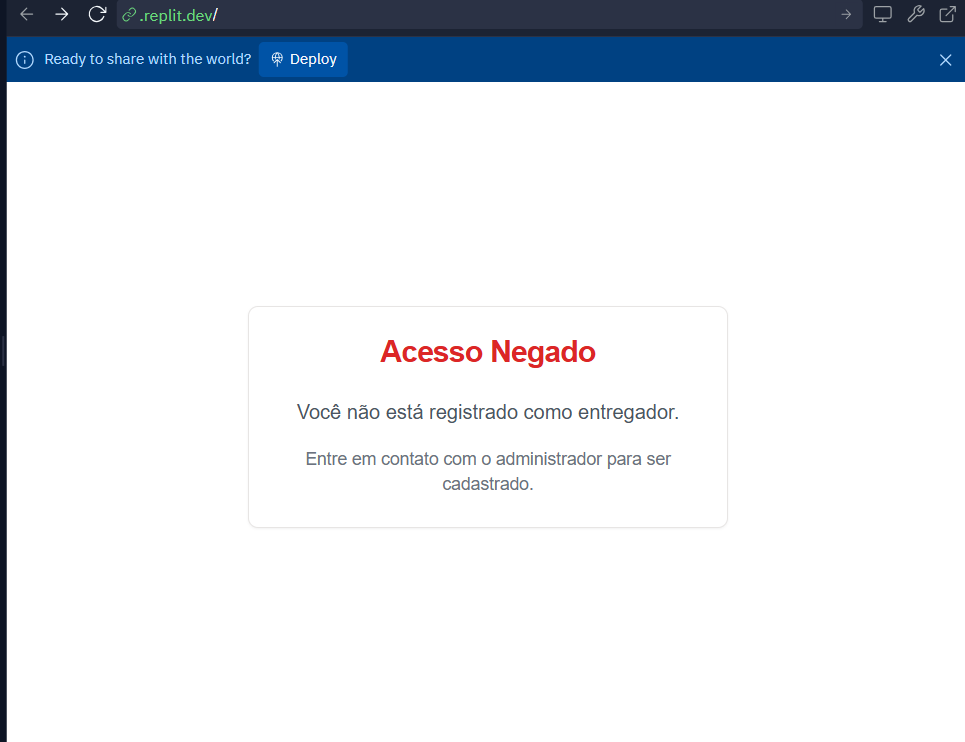 .replit.dev/
Ready to share with the world? Deploy
Acesso Negado
Você não está registrado como entregador.
Entre em contato com o administrador para ser
cadastrado.